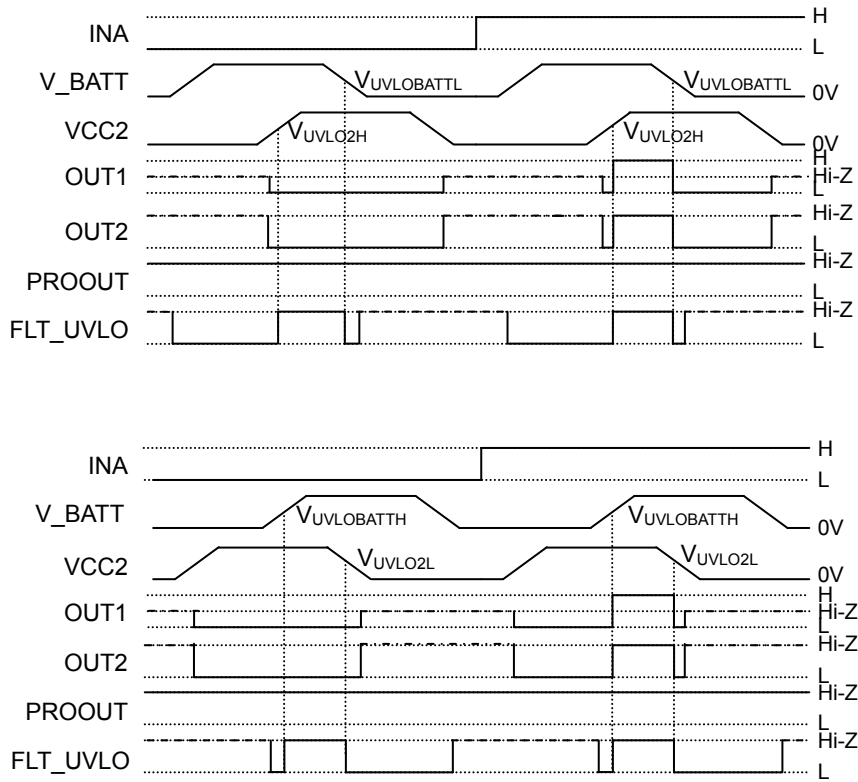 INA H
L
V_BATT VUVLOBATTL VUVLOBATTL 0V
VCC2 VUVLO2H VUVLO2H 0V
H
OUT1 Hi-Z
L
Hi-Z
OUT2
L
Hi-Z
PROOUT
L
Hi-Z
FLT_UVLO
L
H
INA
L
V_BATT VUVLOBATTH VUVLOBATTH 0V
VCC2 VUVLO2L VUVLO2L 0V
H
OUT1 Hi-Z
L
Hi-Z
OUT2
L
Hi-Z
PROOUT
L
Hi-Z
FLT_UVLO
L